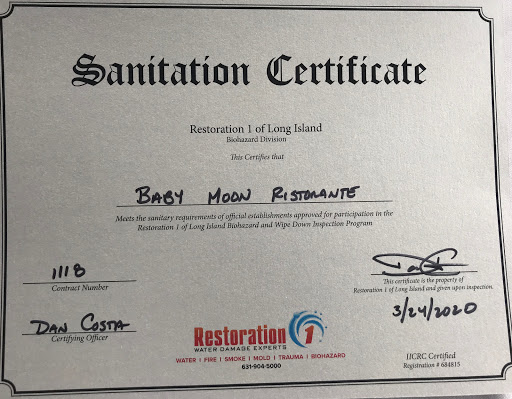 Sanitation Certificate
Restoration 1 of Long Island
Biohazard Division
This Certifies that
BABY MOON RISTORANTE
Meets the sanitary requirements of official establishments approved for participation in the
Restoration 1 of Long Island Biohazard and Wipe Down Inspection Program
1118
Contract Number
This certificate is the property of
Restoration 1 of Long Island and given upon inspection.
3/24/2020
DAN COSTA
Certifying Officer
Restoration 1
WATER DAMAGE EXPERTS
WATER | FIRE | SMOKE | MOLD | TRAUMA | BIOHAZARD
631-904-5000
IJCRC Certified
Registration # 684815